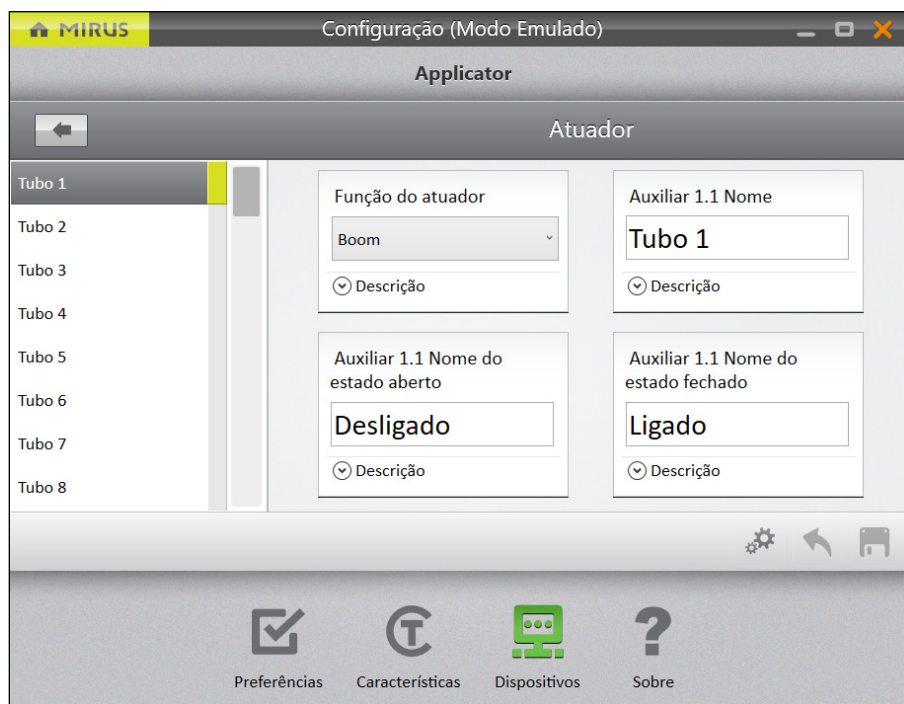 MIRUS
Configuração (Modo Emulado)
Applicator
Atuador
Tubo 1
Tubo 2
Tubo 3
Tubo 4
Tubo 5
Tubo 6
Tubo 7
Tubo 8
Função do atuador
Boom
Descrição
Auxiliar 1.1 Nome
Tubo 1
Descrição
Auxiliar 1.1 Nome do
estado aberto
Desligado
Descrição
Auxiliar 1.1 Nome do
estado fechado
Ligado
Descrição
Preferências
Características
Dispositivos
Sobre